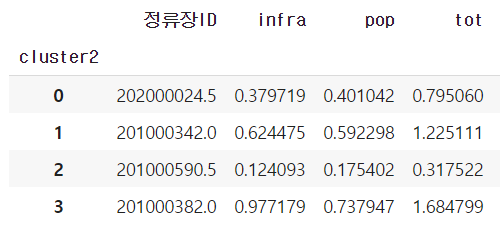 정류장ID infra pop tot
cluster2
0 202000024.5 0.379719 0.401042 0.795060
1 201000342.0 0.624475 0.592298 1.225111
2 201000590.5 0.124093 0.175402 0.317522
3 201000382.0 0.977179 0.737947 1.684799